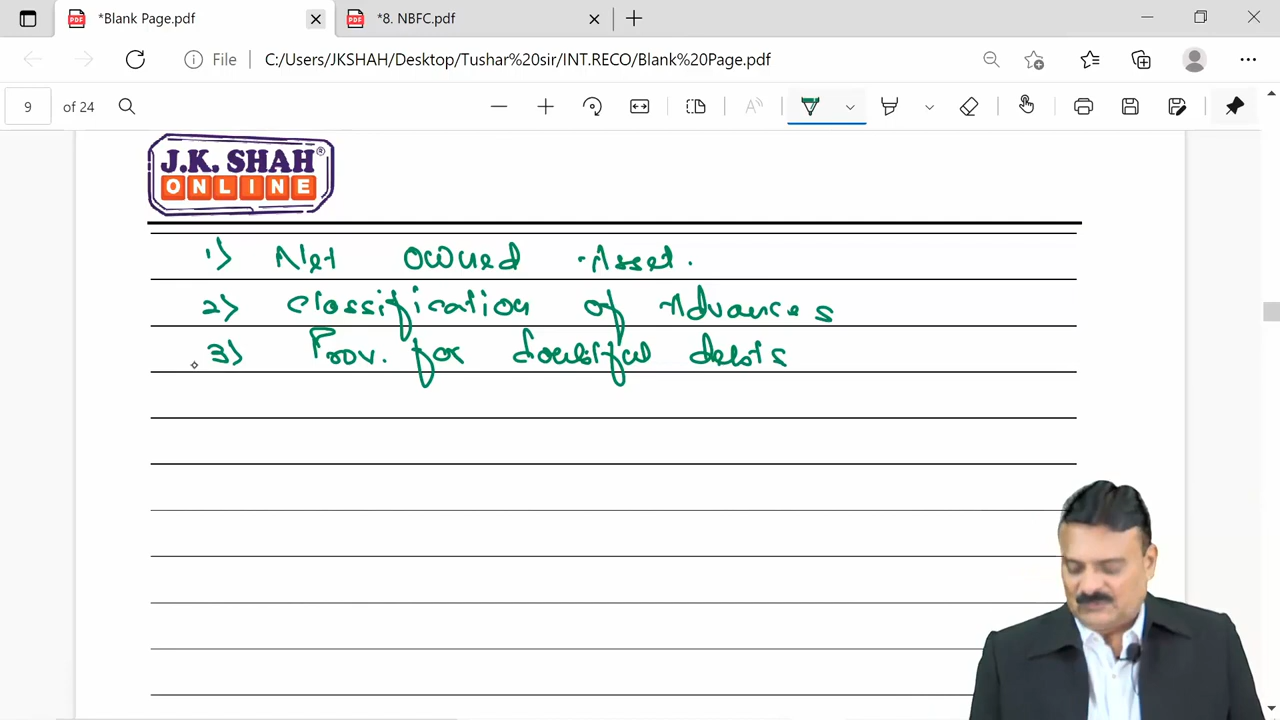 *Blank Page.pdf
*8. NBFC.pdf
File C:/Users/JKSHAH/Desktop/Tushar%20sir/INT.RECO/Blank%20Page.pdf
9 of 24
J.K. SHAH®
ONLINE
1) Net owned Asset.
2) Classification of Advances
3) Prov. for doubtful debts